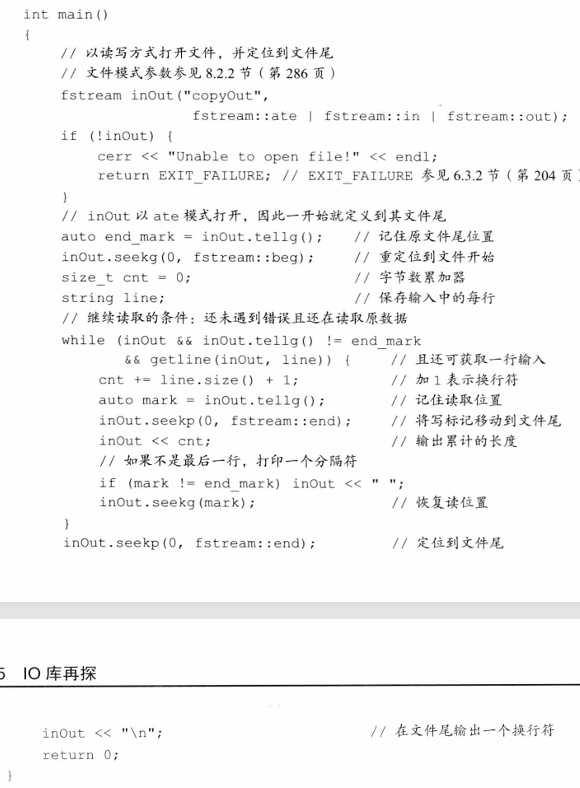 int main()
{
// 以读写方式打开文件，并定位到文件尾
// 文件模式参数参见 8.2.2 节（第 286 页）
fstream inOut("copyOut",
fstream::ate | fstream::in | fstream::out);
if (!inOut) {
cerr << "Unable to open file!" << endl;
return EXIT_FAILURE; // EXIT_FAILURE 参见 6.3.2 节（第 204 页）
}
// inOut 以 ate 模式打开，因此一开始就定义到其文件尾
auto end_mark = inOut.tellg(); // 记住原文件尾位置
inOut.seekg(0, fstream::beg); // 重定位到文件开始
size_t cnt = 0; // 字节数累加器
string line; // 保存输入中的每行
// 继续读取的条件：还未遇到错误且还在读取原数据
while (inOut && inOut.tellg() != end_mark
&& getline(inOut, line)) { // 且还可获取一行输入
cnt += line.size() + 1; // 加 1 表示换行符
auto mark = inOut.tellg(); // 记住读取位置
inOut.seekp(0, fstream::end); // 将写标记移动到文件尾
inOut << cnt; // 输出累计的长度
// 如果不是最后一行，打印一个分隔符
if (mark != end_mark) inOut << " ";
inOut.seekg(mark); // 恢复读位置
}
inOut.seekp(0, fstream::end); // 定位到文件尾
5 IO 库再探
inOut << "\n"; // 在文件尾输出一个换行符
return 0;
}